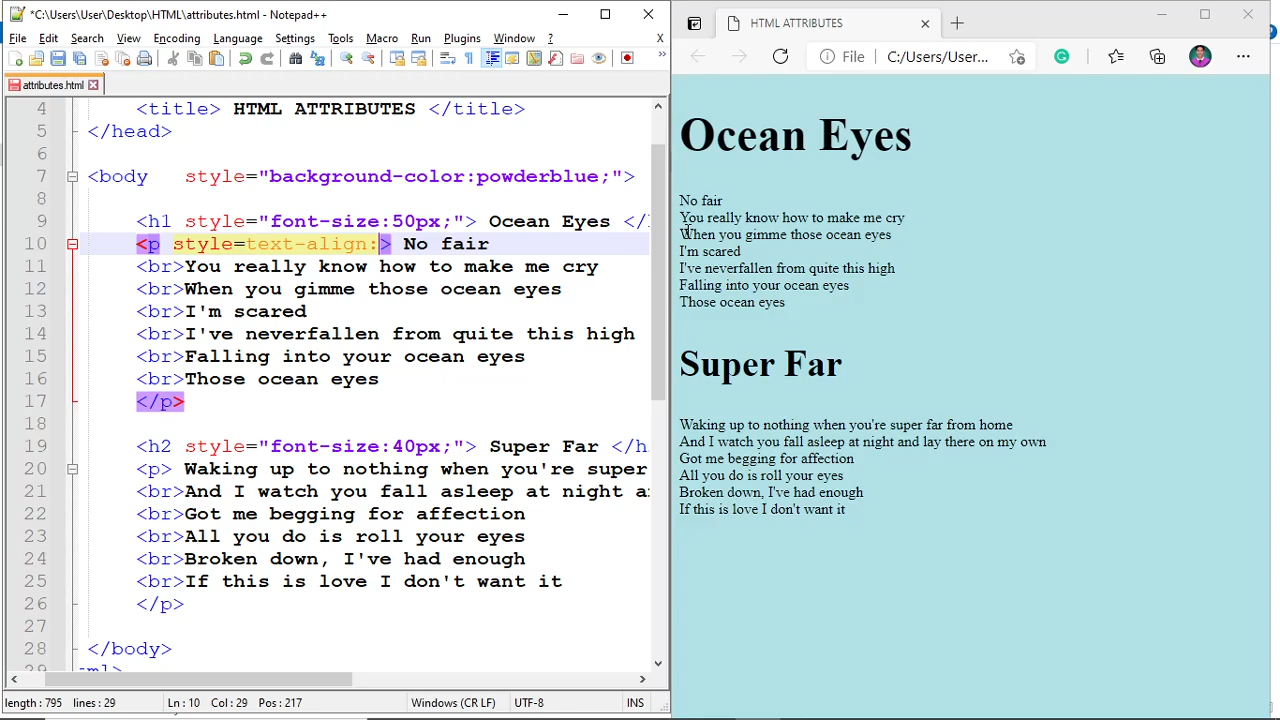 *C:\Users\User\Desktop\HTML\attributes.html - Notepad++
File Edit Search View Encoding Language Settings Tools Macro Run Plugins Window ? X
attributes.html
4 <title> HTML ATTRIBUTES </title>
5 </head>
6
7 <body style="background-color:powderblue;">
8
9 <h1 style="font-size:50px;"> Ocean Eyes </
10 <p style=text-align:> No fair
11 <br>You really know how to make me cry
12 <br>When you gimme those ocean eyes
13 <br>I'm scared
14 <br>I've neverfallen from quite this high
15 <br>Falling into your ocean eyes
16 <br>Those ocean eyes
17 </p>
18
19 <h2 style="font-size:40px;"> Super Far </h
20 <p> Waking up to nothing when you're super
21 <br>And I watch you fall asleep at night a
22 <br>Got me begging for affection
23 <br>All you do is roll your eyes
24 <br>Broken down, I've had enough
25 <br>If this is love I don't want it
26 </p>
27
28 </body>
29 ml>
length : 795 lines : 29 Ln : 10 Col : 29 Pos : 217 Windows (CR LF) UTF-8 INS
HTML ATTRIBUTES
File C:/Users/User...
Ocean Eyes
No fair
You really know how to make me cry
When you gimme those ocean eyes
I'm scared
I've neverfallen from quite this high
Falling into your ocean eyes
Those ocean eyes
Super Far
Waking up to nothing when you're super far from home
And I watch you fall asleep at night and lay there on my own
Got me begging for affection
All you do is roll your eyes
Broken down, I've had enough
If this is love I don't want it